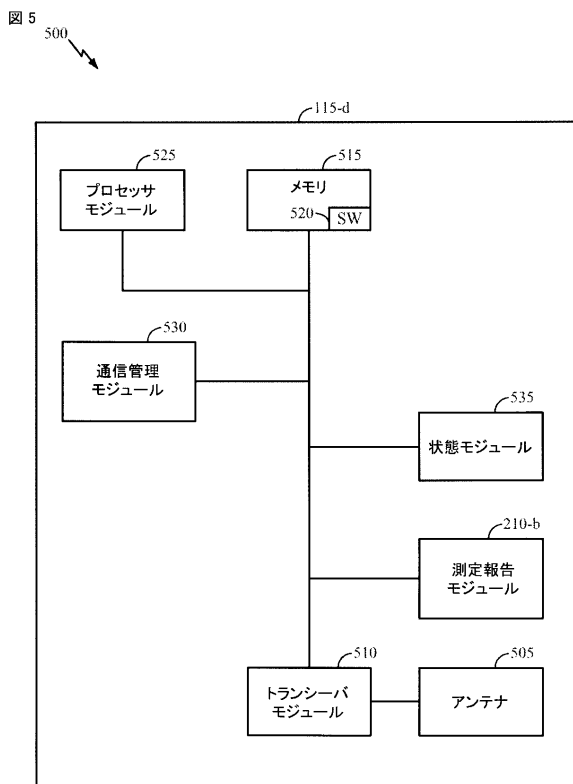 図 5
500
115-d
525
プロセッサ
モジュール
515
メモリ
520
SW
530
通信管理
モジュール
535
状態モジュール
210-b
測定報告
モジュール
510
トランシーバ
モジュール
505
アンテナ